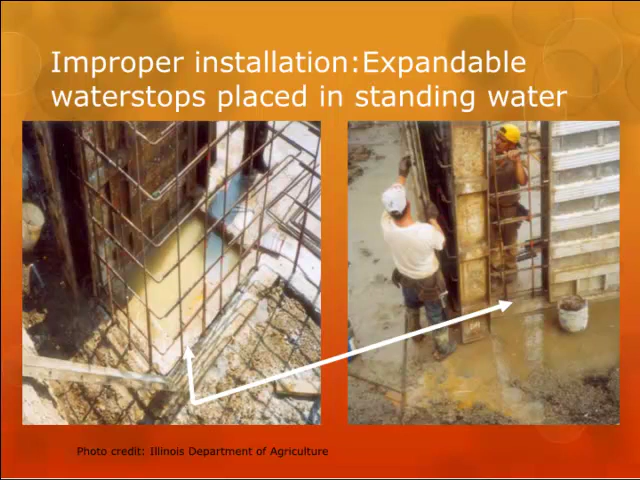 Improper installation:Expandable
waterstops placed in standing water
Photo credit: Illinois Department of Agriculture